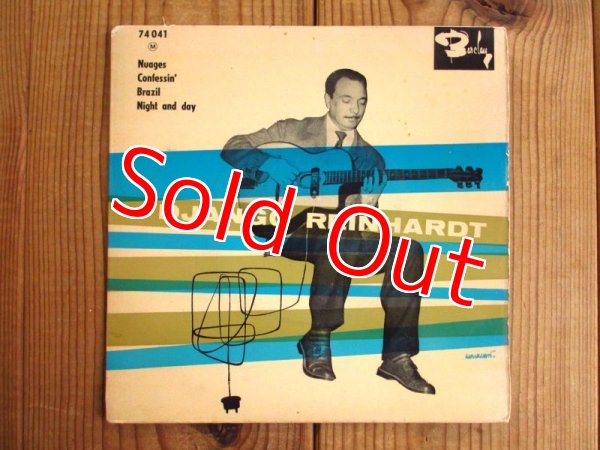 74 041
M
Nuages
Confessin'
Brazil
Night and day
Barclay
DJANGO REINHARDT
Sold Out